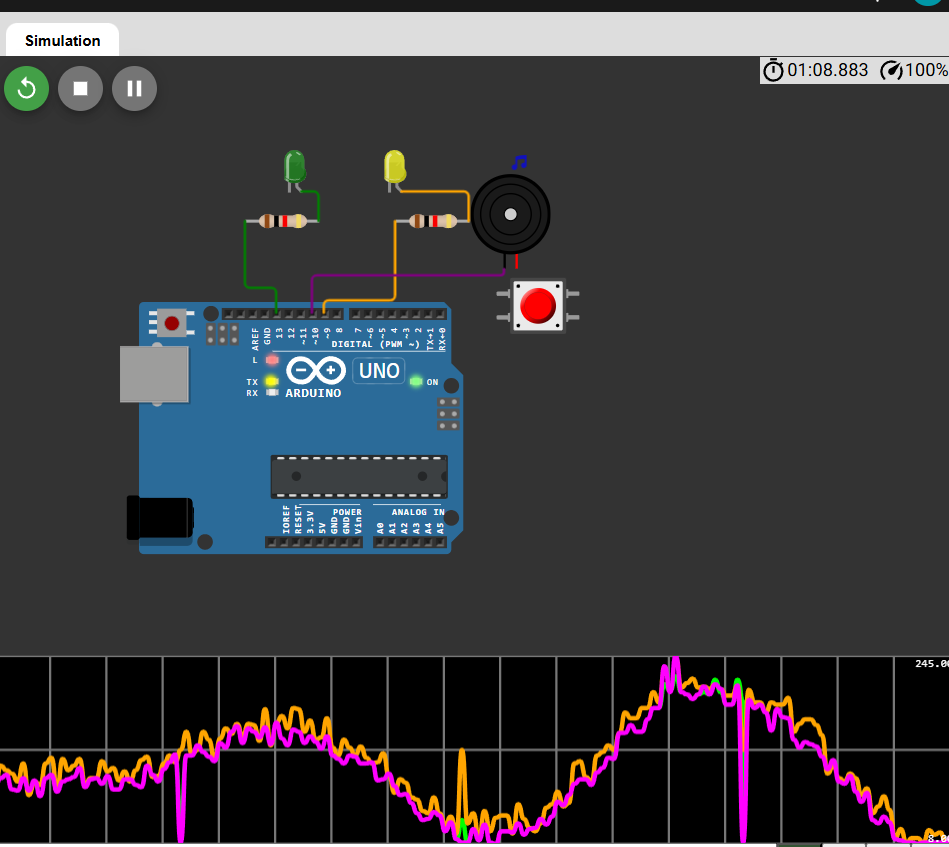 Simulation
01:08.883 100%
AREF
GND
13
12
~11
~10
~9
8
7
~6
~5
4
~3
2
TX→1
RX←0
DIGITAL (PWM ~)
L
TX
RX
UNO
ON
ARDUINO
IOREF
RESET
3.3V
5V
GND
GND
Vin
POWER
ANALOG IN
A0
A1
A2
A3
A4
A5
245.00
8.00